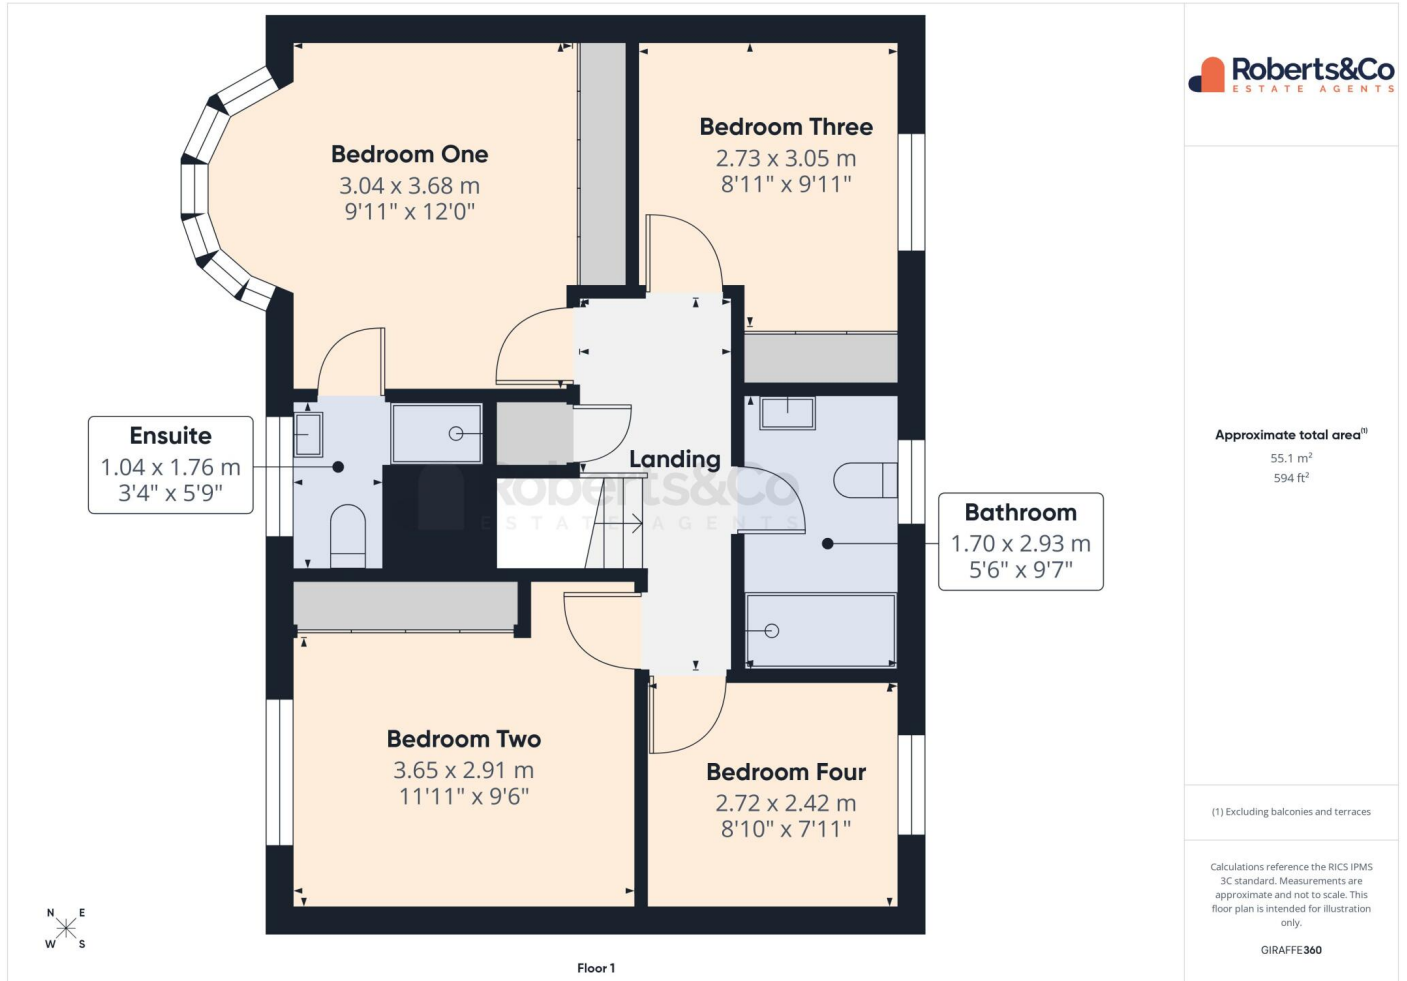 Roberts&Co
ESTATE AGENTS
Bedroom One
3.04 x 3.68 m
9'11" x 12'0"
Bedroom Three
2.73 x 3.05 m
8'11" x 9'11"
Ensuite
1.04 x 1.76 m
3'4" x 5'9"
Landing
Roberts&Co
ESTATE AGENTS
Bathroom
1.70 x 2.93 m
5'6" x 9'7"
Bedroom Two
3.65 x 2.91 m
11'11" x 9'6"
Bedroom Four
2.72 x 2.42 m
8'10" x 7'11"
N E
W S
Floor 1
Approximate total area(1)
55.1 m²
594 ft²
(1) Excluding balconies and terraces
Calculations reference the RICS IPMS
3C standard. Measurements are
approximate and not to scale. This
floor plan is intended for illustration
only.
GIRAFFE360